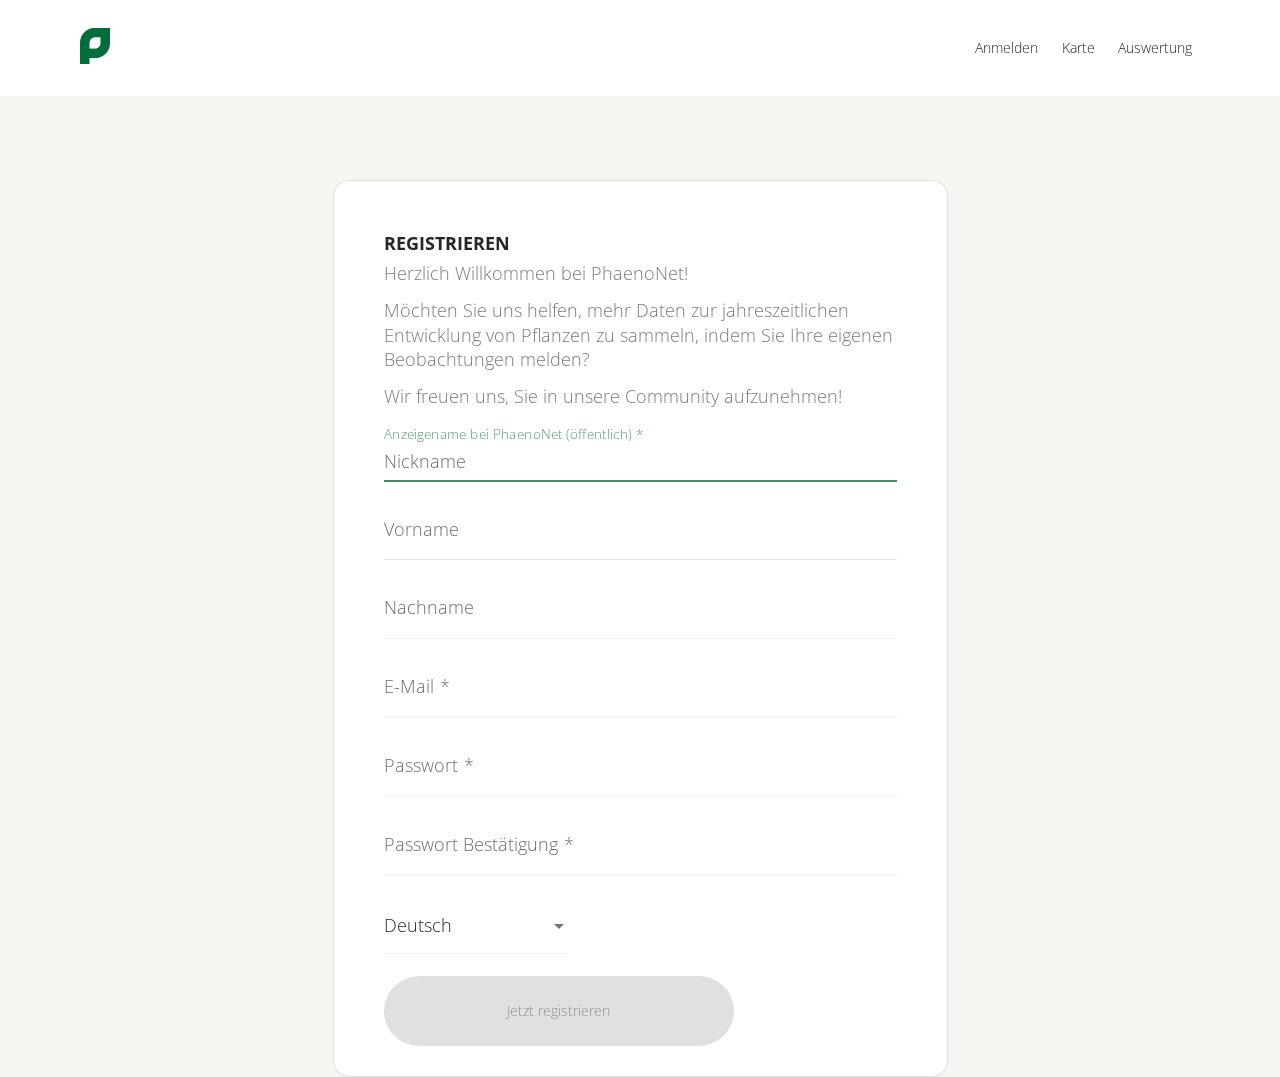 Anmelden Karte Auswertung
REGISTRIEREN
Herzlich Willkommen bei PhaenoNet!
Möchten Sie uns helfen, mehr Daten zur jahreszeitlichen
Entwicklung von Pflanzen zu sammeln, indem Sie Ihre eigenen
Beobachtungen melden?
Wir freuen uns, Sie in unsere Community aufzunehmen!
Anzeigename bei PhaenoNet (öffentlich) *
Nickname
Vorname
Nachname
E-Mail *
Passwort *
Passwort Bestätigung *
Deutsch
Jetzt registrieren